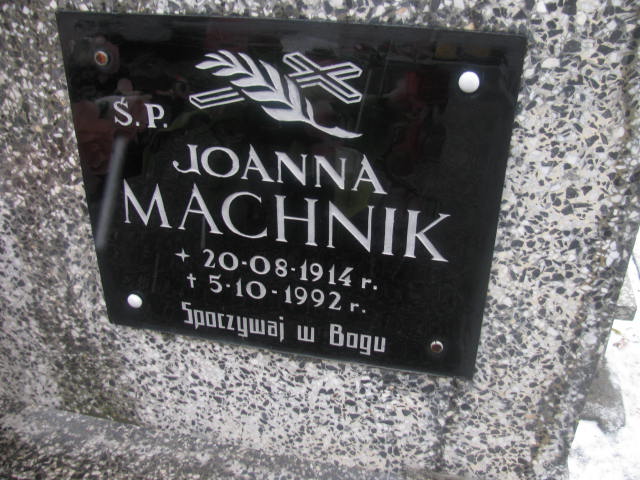 Ś.P.
JOANNA
MACHNIK
20-08-1914 r.
† 5-10-1992 r.
Spoczywaj w Bogu